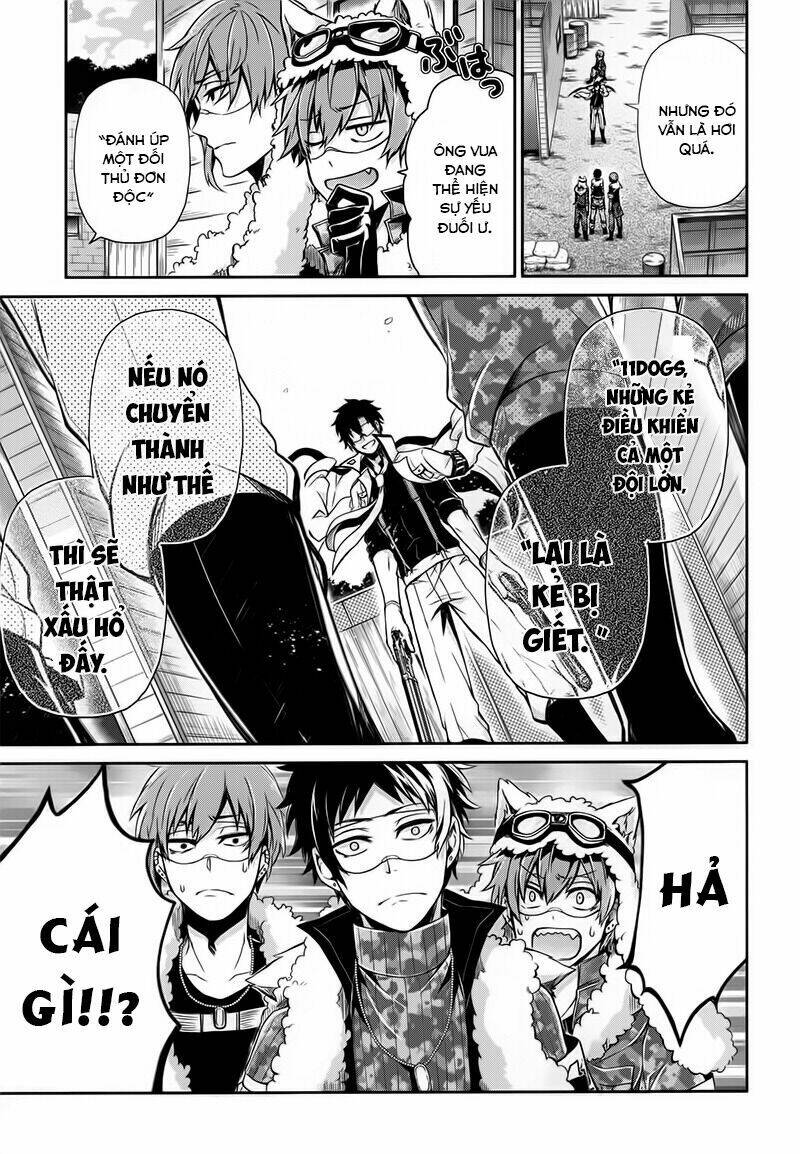 NHƯNG ĐÓ
VẪN LÀ HƠI
QUÁ.
ぶはっ
ÔNG VUA
ĐANG
THỂ HIỆN
SỰ YẾU
ĐUỐI Ư.
"ĐÁNH ÚP
MỘT ĐỐI
THỦ ĐƠN
ĐỘC"
"11DOGS,
NHỮNG KẺ
ĐIỀU KHIỂN
CA MỘT
ĐỘI LỚN,
"LẠI LÀ
KẺ BỊ
GIẾT."
NẾU NÓ
CHUYỂN
THÀNH
NHƯ THẾ
THÌ SẼ
THẬT
XẤU HỔ
ĐẤY.
HẢ
CÁI
GÌ!!!?